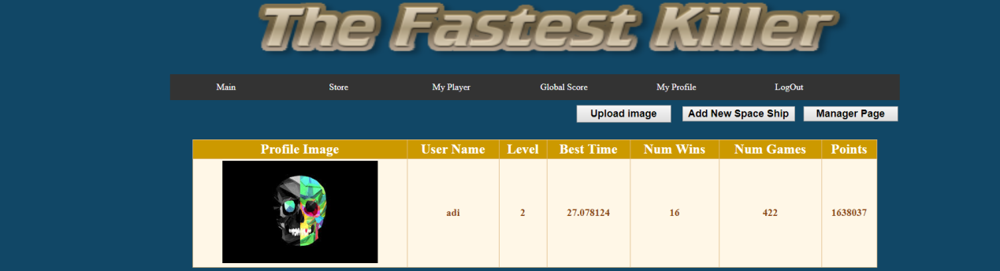 The Fastest Killer
Main Store My Player Global Score My Profile LogOut
Upload image Add New Space Ship Manager Page
Profile Image User Name Level Best Time Num Wins Num Games Points
adi 2 27.078124 16 422 1638037